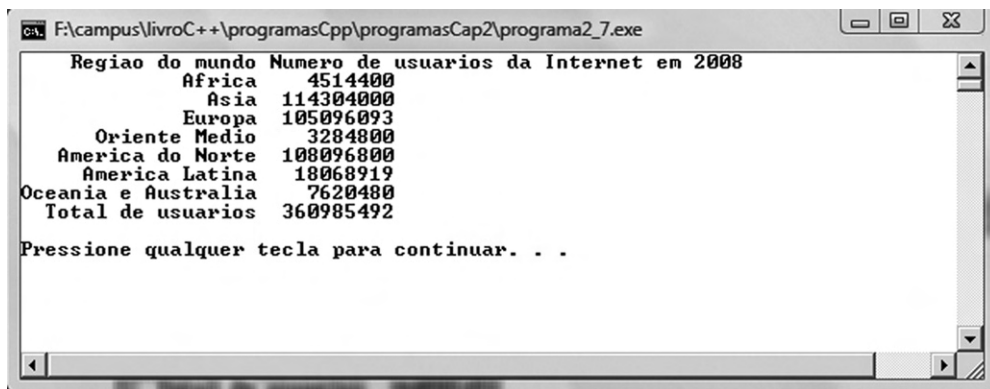 F:\campus\livroC++\programasCpp\programasCap2\programa2_7.exe
Regiao do mundo Numero de usuarios da Internet em 2008
Africa 4514400
Asia 114304000
Europa 105096093
Oriente Medio 3284800
America do Norte 108096800
America Latina 18068919
Oceania e Australia 7620480
Total de usuarios 360985492
Pressione qualquer tecla para continuar. . .